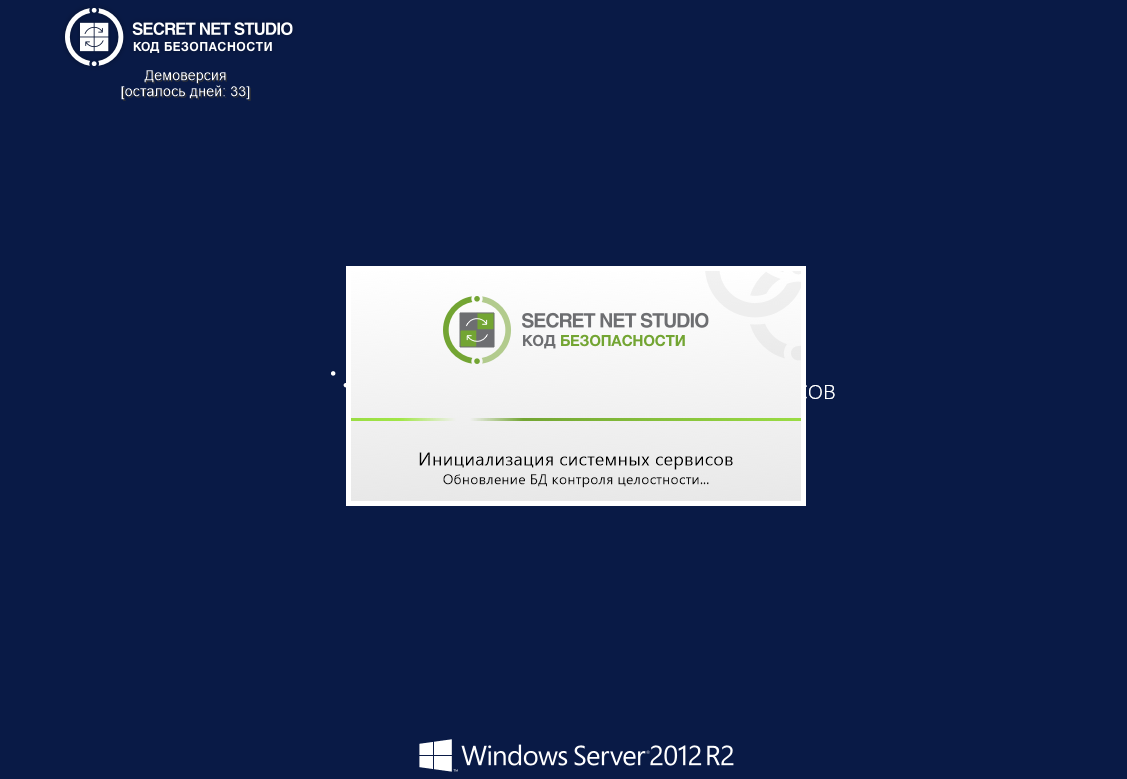 SECRET NET STUDIO
КОД БЕЗОПАСНОСТИ
Демоверсия
[осталось дней: 33]
SECRET NET STUDIO
КОД БЕЗОПАСНОСТИ
Инициализация системных сервисов
Обновление БД контроля целостности...
Windows Server 2012 R2